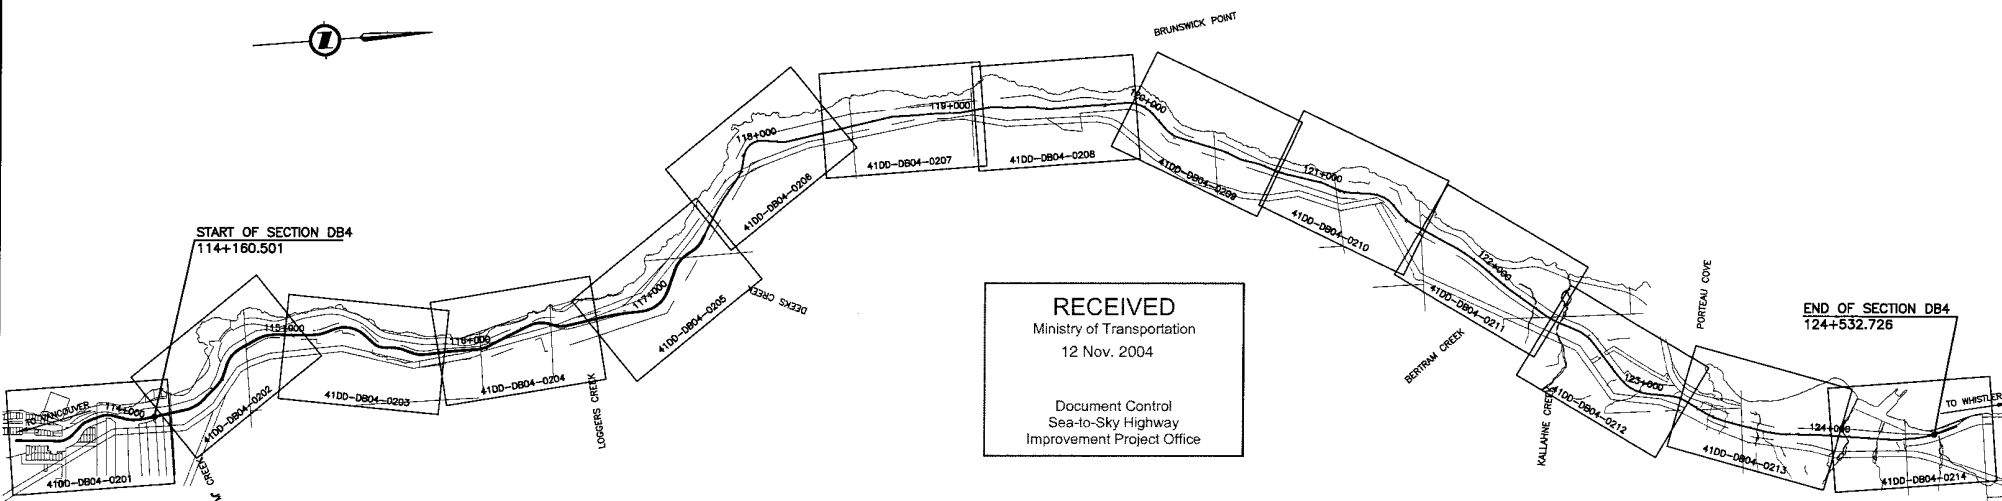 Z
BRUNSWICK POINT
START OF SECTION DB4
114+160.501
TO VANCOUVER
114+000
41DD-DB04-0201
CREEK
41DD-DB04-0202
115+000
41DD-DB04-0203
116+000
41DD-DB04-0204
LOGGERS CREEK
117+000
41DD-DB04-0205
DEEKS CREEK
118+000
41DD-DB04-0206
119+000
41DD-DB04-0207
41DD-DB04-0208
120+000
41DD-DB04-0209
121+000
41DD-DB04-0210
122+000
41DD-DB04-0211
BERTRAM CREEK
KALLAHNE CREEK
123+000
41DD-DB04-0212
PORTEAU COVE
41DD-DB04-0213
124+000
41DD-DB04-0214
END OF SECTION DB4
124+532.726
TO WHISTLER
RECEIVED
Ministry of Transportation
12 Nov. 2004
Document Control
Sea-to-Sky Highway
Improvement Project Office